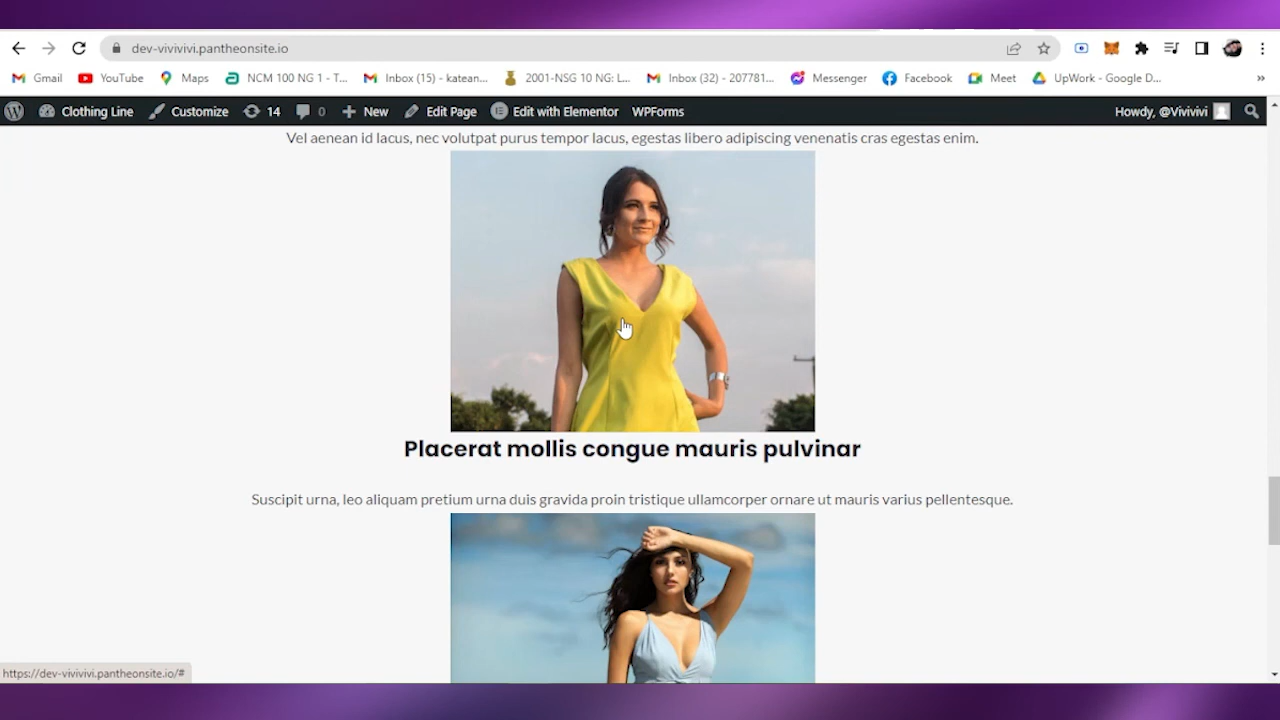 dev-vivivivi.pantheonsite.io
Gmail YouTube Maps NCM 100 NG 1 - T... Inbox (15) - katean... 2001-NSG 10 NG: L... Inbox (32) - 207781... Messenger Facebook Meet UpWork - Google D... »
Clothing Line Customize 14 0 New Edit Page Edit with Elementor WPForms Howdy, @Vivivivi
Vel aenean id lacus, nec volutpat purus tempor lacus, egestas libero adipiscing venenatis cras egestas enim.
Placerat mollis congue mauris pulvinar
Suscipit urna, leo aliquam pretium urna duis gravida proin tristique ullamcorper ornare ut mauris varius pellentesque.
https://dev-vivivivi.pantheonsite.io/#